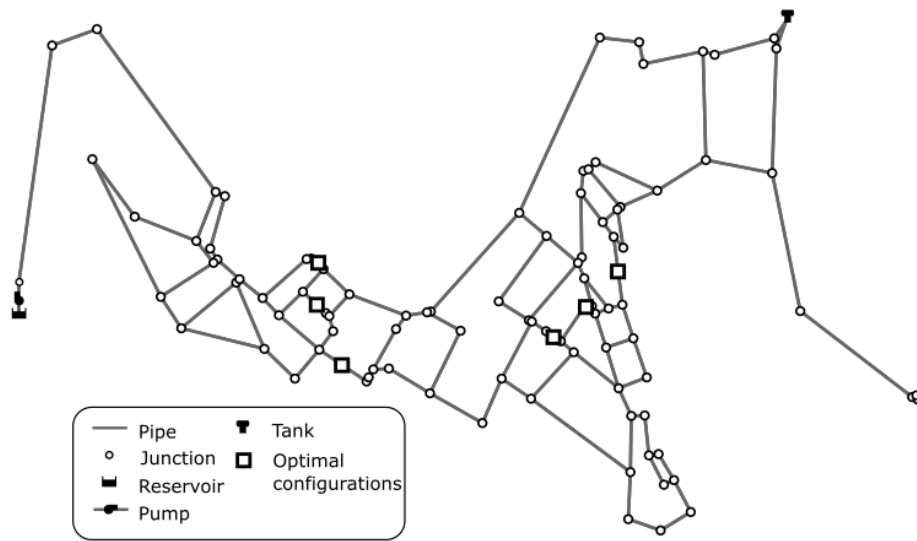 Pipe
Junction
Reservoir
Pump
Tank
Optimal
configurations